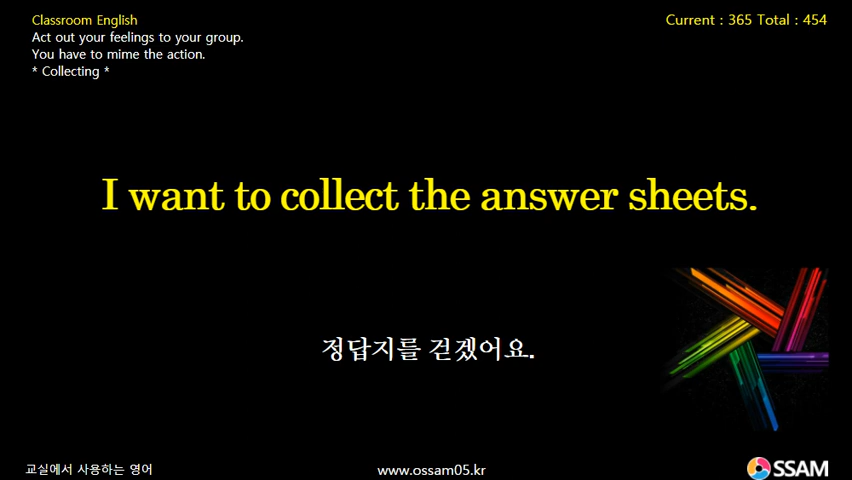 Classroom English
Current : 365 Total : 454
Act out your feelings to your group.
You have to mime the action.
* Collecting *
I want to collect the answer sheets.
정답지를 걷겠어요.
교실에서 사용하는 영어
www.ossam05.kr
OSSAM